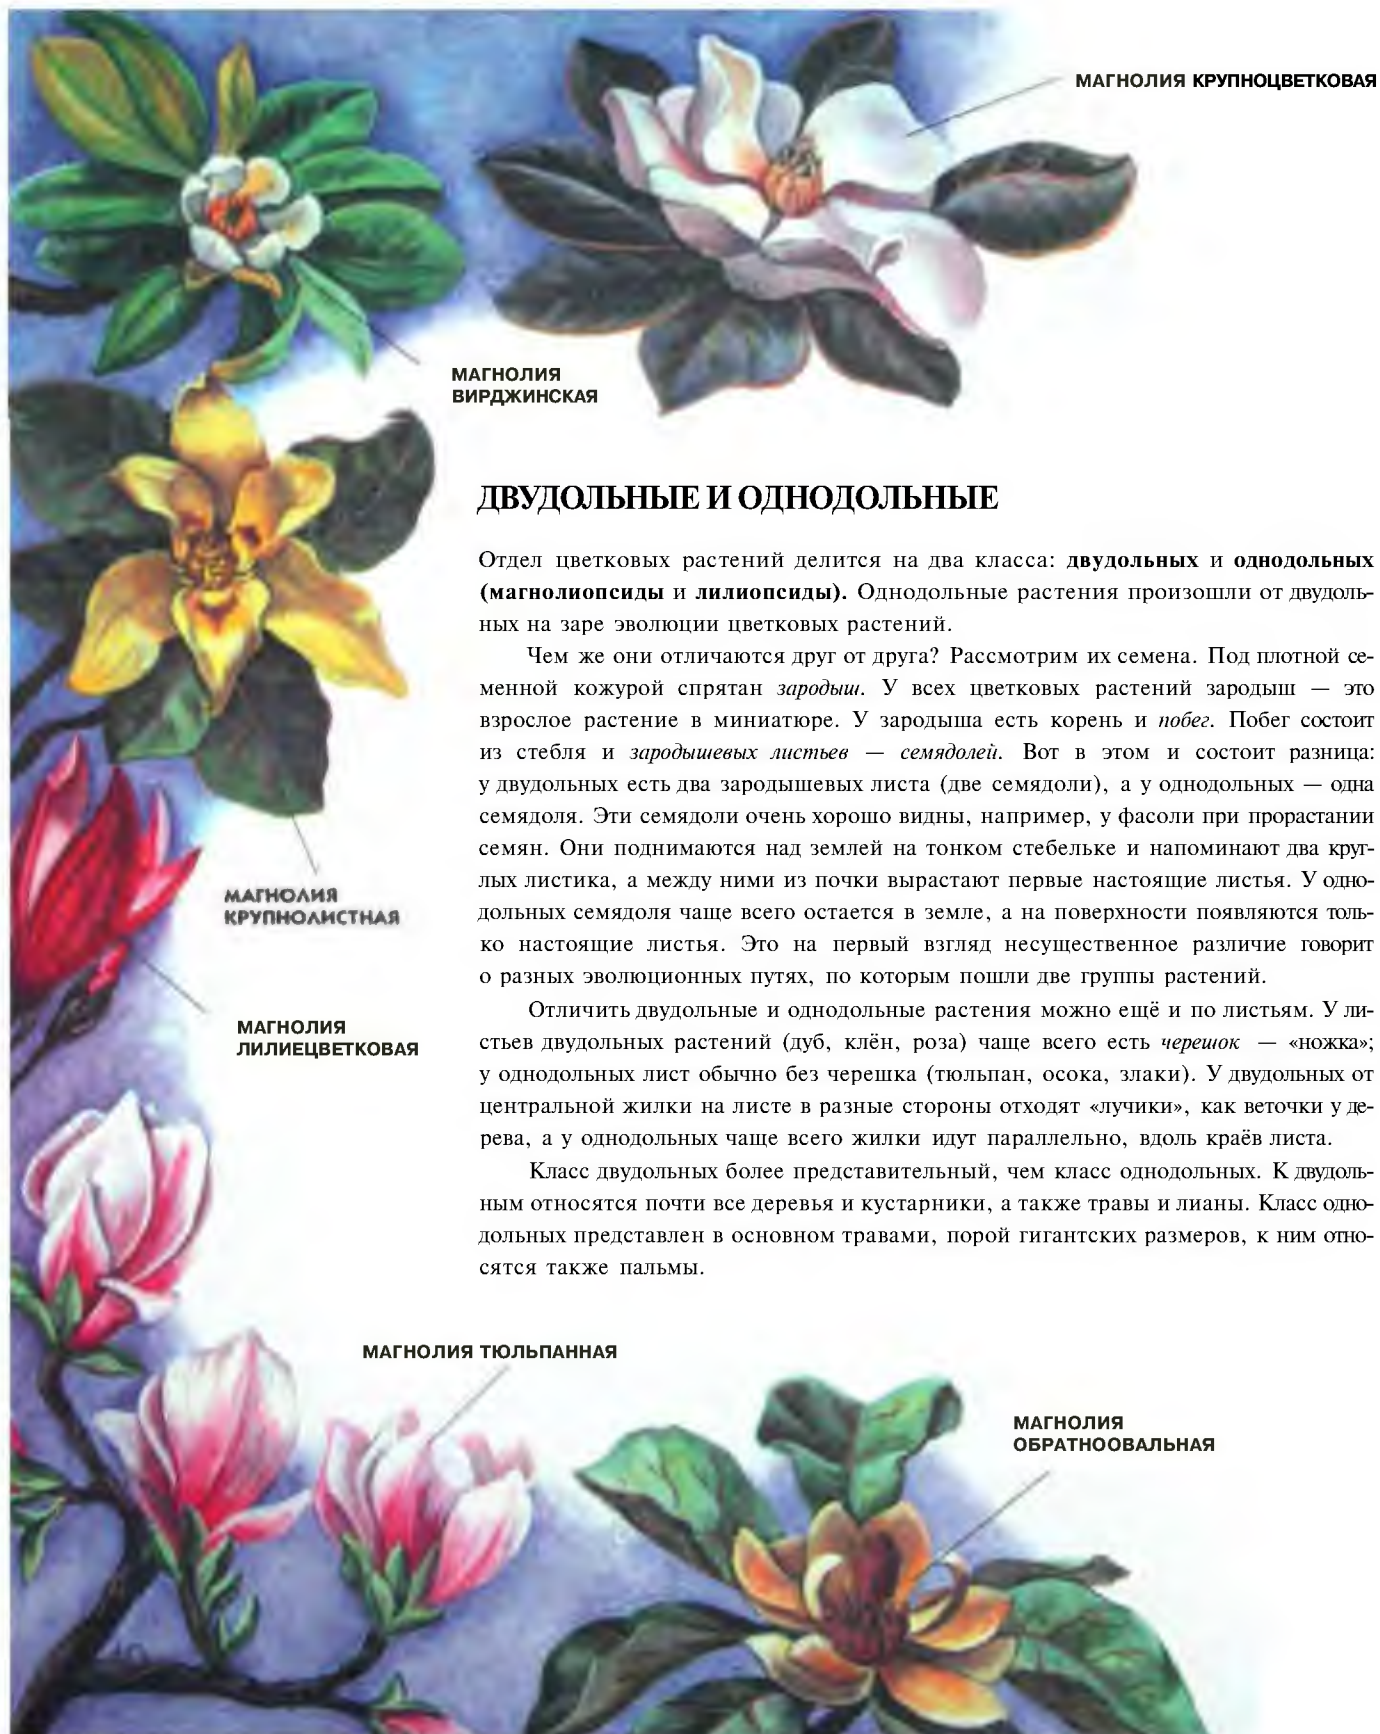 МАГНОЛИЯ КРУПНОЦВЕТКОВАЯ
МАГНОЛИЯ
ВИРДЖИНСКАЯ
ДВУДОЛЬНЫЕ И ОДНОДОЛЬНЫЕ
Отдел цветковых растений делится на два класса: двудольных и однодольных
(магнолиопсиды и лилиопсиды). Однодольные растения произошли от двудоль-
ных на заре эволюции цветковых растений.
Чем же они отличаются друг от друга? Рассмотрим их семена. Под плотной се-
менной кожурой спрятан зародыш. У всех цветковых растений зародыш — это
взрослое растение в миниатюре. У зародыша есть корень и побег. Побег состоит
из стебля и зародышевых листьев — семядолей. Вот в этом и состоит разница:
у двудольных есть два зародышевых листа (две семядоли), а у однодольных — одна
семядоля. Эти семядоли очень хорошо видны, например, у фасоли при прорастании
семян. Они поднимаются над землей на тонком стебельке и напоминают два круг-
лых листика, а между ними из почки вырастают первые настоящие листья. У одно-
дольных семядоля чаще всего остается в земле, а на поверхности появляются толь-
ко настоящие листья. Это на первый взгляд несущественное различие говорит
о разных эволюционных путях, по которым пошли две группы растений.
Отличить двудольные и однодольные растения можно ещё и по листьям. У ли-
стьев двудольных растений (дуб, клён, роза) чаще всего есть черешок — «ножка»;
у однодольных лист обычно без черешка (тюльпан, осока, злаки). У двудольных от
центральной жилки на листе в разные стороны отходят «лучики», как веточки у де-
рева, а у однодольных чаще всего жилки идут параллельно, вдоль краёв листа.
Класс двудольных более представительный, чем класс однодольных. К двудоль-
ным относятся почти все деревья и кустарники, а также травы и лианы. Класс одно-
дольных представлен в основном травами, порой гигантских размеров, к ним отно-
сятся также пальмы.
МАГНОЛИЯ
КРУПНОЛИСТНАЯ
МАГНОЛИЯ
ЛИЛИЕЦВЕТКОВАЯ
МАГНОЛИЯ ТЮЛЬПАННАЯ
МАГНОЛИЯ
ОБРАТНООВАЛЬНАЯ